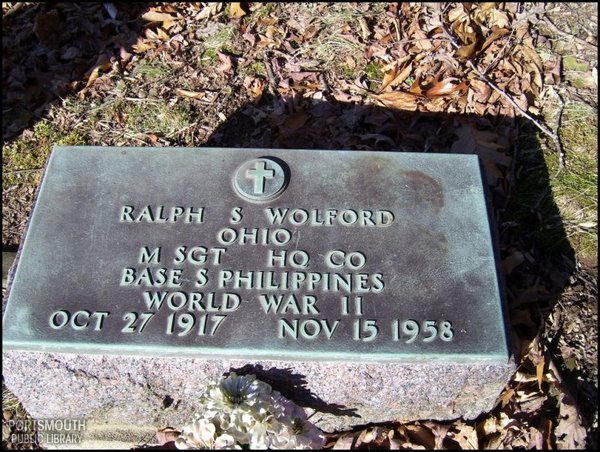 RALPH S WOLFORD
OHIO
M SGT HQ CO
BASE S PHILIPPINES
WORLD WAR II
OCT 27 1917 NOV 15 1958
PORTSMOUTH
PUBLIC LIBRARY